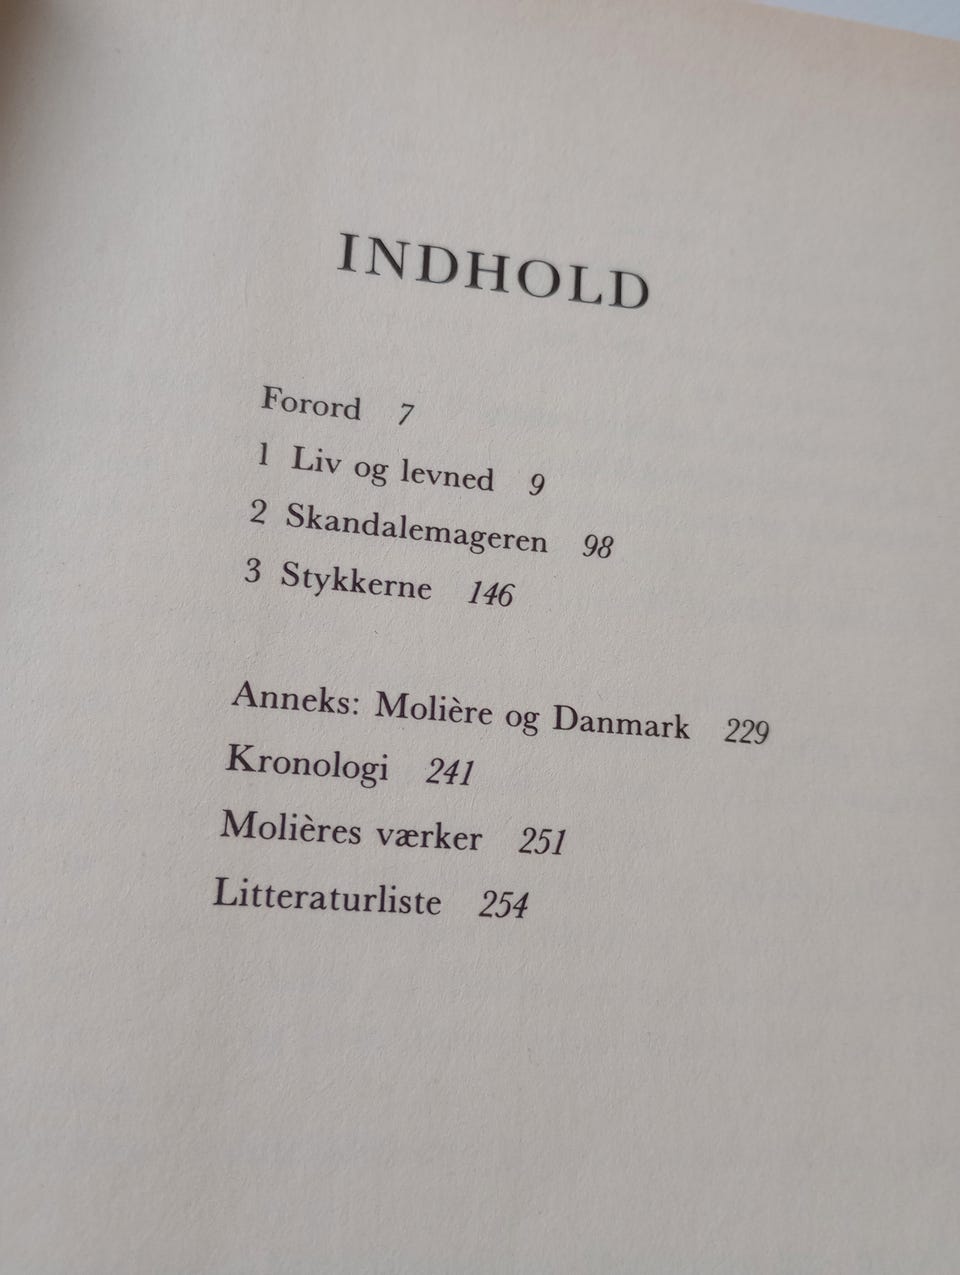 INDHOLD
Forord 7
1 Liv og levned 9
2 Skandalemageren 98
3 Stykkerne 146
Anneks: Molière og Danmark 229
Kronologi 241
Molières værker 251
Litteraturliste 254